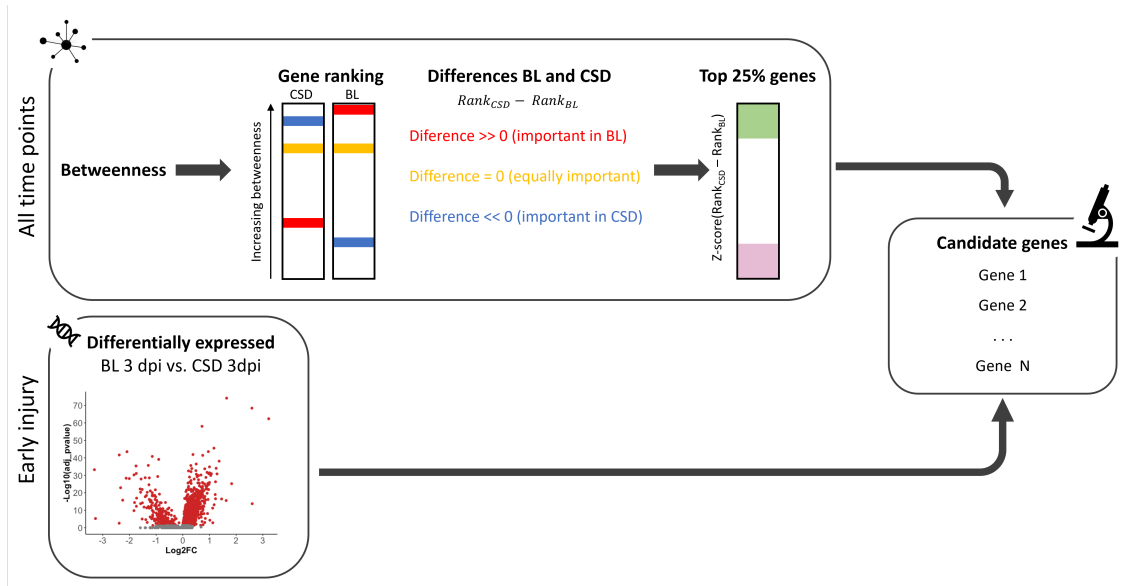 All time points
Betweenness
Gene ranking
CSD
BL
Increasing betweenness
Differences BL and CSD
Rank_CSD − Rank_BL
Diference >> 0 (important in BL)
Difference = 0 (equally important)
Difference << 0 (important in CSD)
Top 25% genes
Z-score(Rank_CSD – Rank_BL)
Candidate genes
Gene 1
Gene 2
. . .
Gene N
Early injury
Differentially expressed
BL 3 dpi vs. CSD 3dpi
-Log10(adj_pvalue)
70
60
50
40
30
20
10
0
-3 -2 -1 0 1 2 3
Log2FC